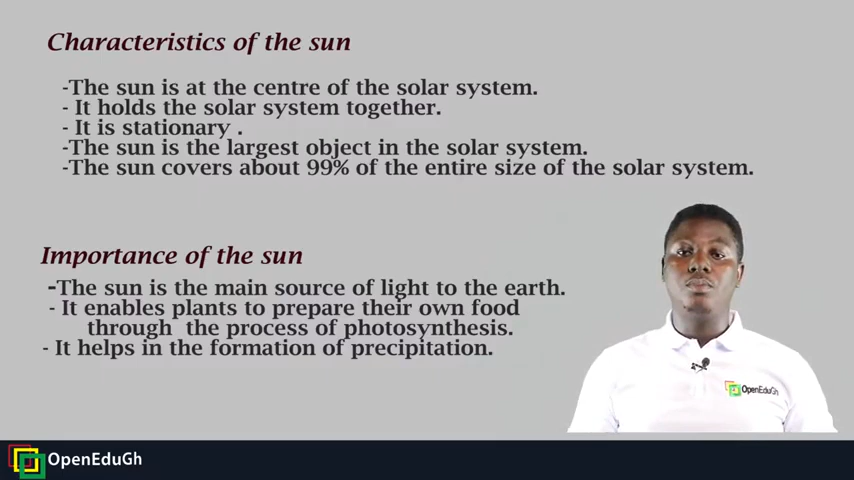 Characteristics of the sun
-The sun is at the centre of the solar system.
- It holds the solar system together.
- It is stationary .
-The sun is the largest object in the solar system.
-The sun covers about 99% of the entire size of the solar system.
Importance of the sun
-The sun is the main source of light to the earth.
- It enables plants to prepare their own food
through the process of photosynthesis.
- It helps in the formation of precipitation.
OpenEduGh
OpenEduGh